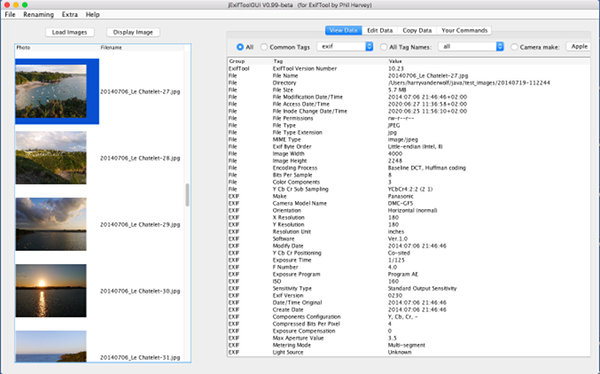 jExifToolGUI V0.99-beta (for ExifTool by Phil Harvey)
File Renaming Extra Help
Load Images Display Image
View Data Edit Data Copy Data Your Commands
All Common Tags exif All Tag Names: all Camera make: Apple
Photo Filename
20140706_Le Chatelet-27.jpg
20140706_Le Chatelet-28.jpg
20140706_Le Chatelet-29.jpg
20140706_Le Chatelet-30.jpg
20140706_Le Chatelet-31.jpg
Group Tag Value
ExifTool ExifTool Version Number 10.23
File File Name 20140706_Le Chatelet-27.jpg
File Directory /Users/harryvanderwolf/java/test_images/20140719-112244
File File Size 5.7 MB
File File Modification Date/Time 2014:07:06 21:46:46+02:00
File File Access Date/Time 2020:06:27 11:36:58+02:00
File File Inode Change Date/Time 2020:06:25 11:56:10+02:00
File File Permissions rw-r--r--
File File Type JPEG
File File Type Extension jpg
File MIME Type image/jpeg
File Exif Byte Order Little-endian (Intel, II)
File Image Width 4000
File Image Height 2248
File Encoding Process Baseline DCT, Huffman coding
File Bits Per Sample 8
File Color Components 3
File Y Cb Cr Sub Sampling YCbCr4:2:2 (2 1)
EXIF Make Panasonic
EXIF Camera Model Name DMC-GF5
EXIF Orientation Horizontal (normal)
EXIF X Resolution 180
EXIF Y Resolution 180
EXIF Resolution Unit inches
EXIF Software Ver.1.0
EXIF Modify Date 2014:07:06 21:46:46
EXIF Y Cb Cr Positioning Co-sited
EXIF Exposure Time 1/125
EXIF F Number 4.0
EXIF Exposure Program Program AE
EXIF ISO 160
EXIF Sensitivity Type Standard Output Sensitivity
EXIF Exif Version 0230
EXIF Date/Time Original 2014:07:06 21:46:46
EXIF Create Date 2014:07:06 21:46:46
EXIF Components Configuration Y, Cb, Cr, -
EXIF Compressed Bits Per Pixel 4
EXIF Exposure Compensation 0
EXIF Max Aperture Value 3.5
EXIF Metering Mode Multi-segment
EXIF Light Source Unknown